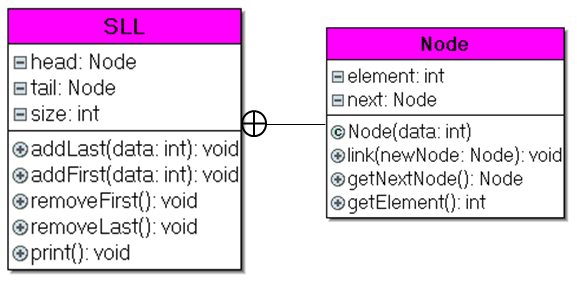 SLL
head: Node
tail: Node
size: int
addLast(data: int): void
addFirst(data: int): void
removeFirst(): void
removeLast(): void
print(): void
Node
element: int
next: Node
C Node(data: int)
link(newNode: Node): void
getNextNode(): Node
getElement(): int